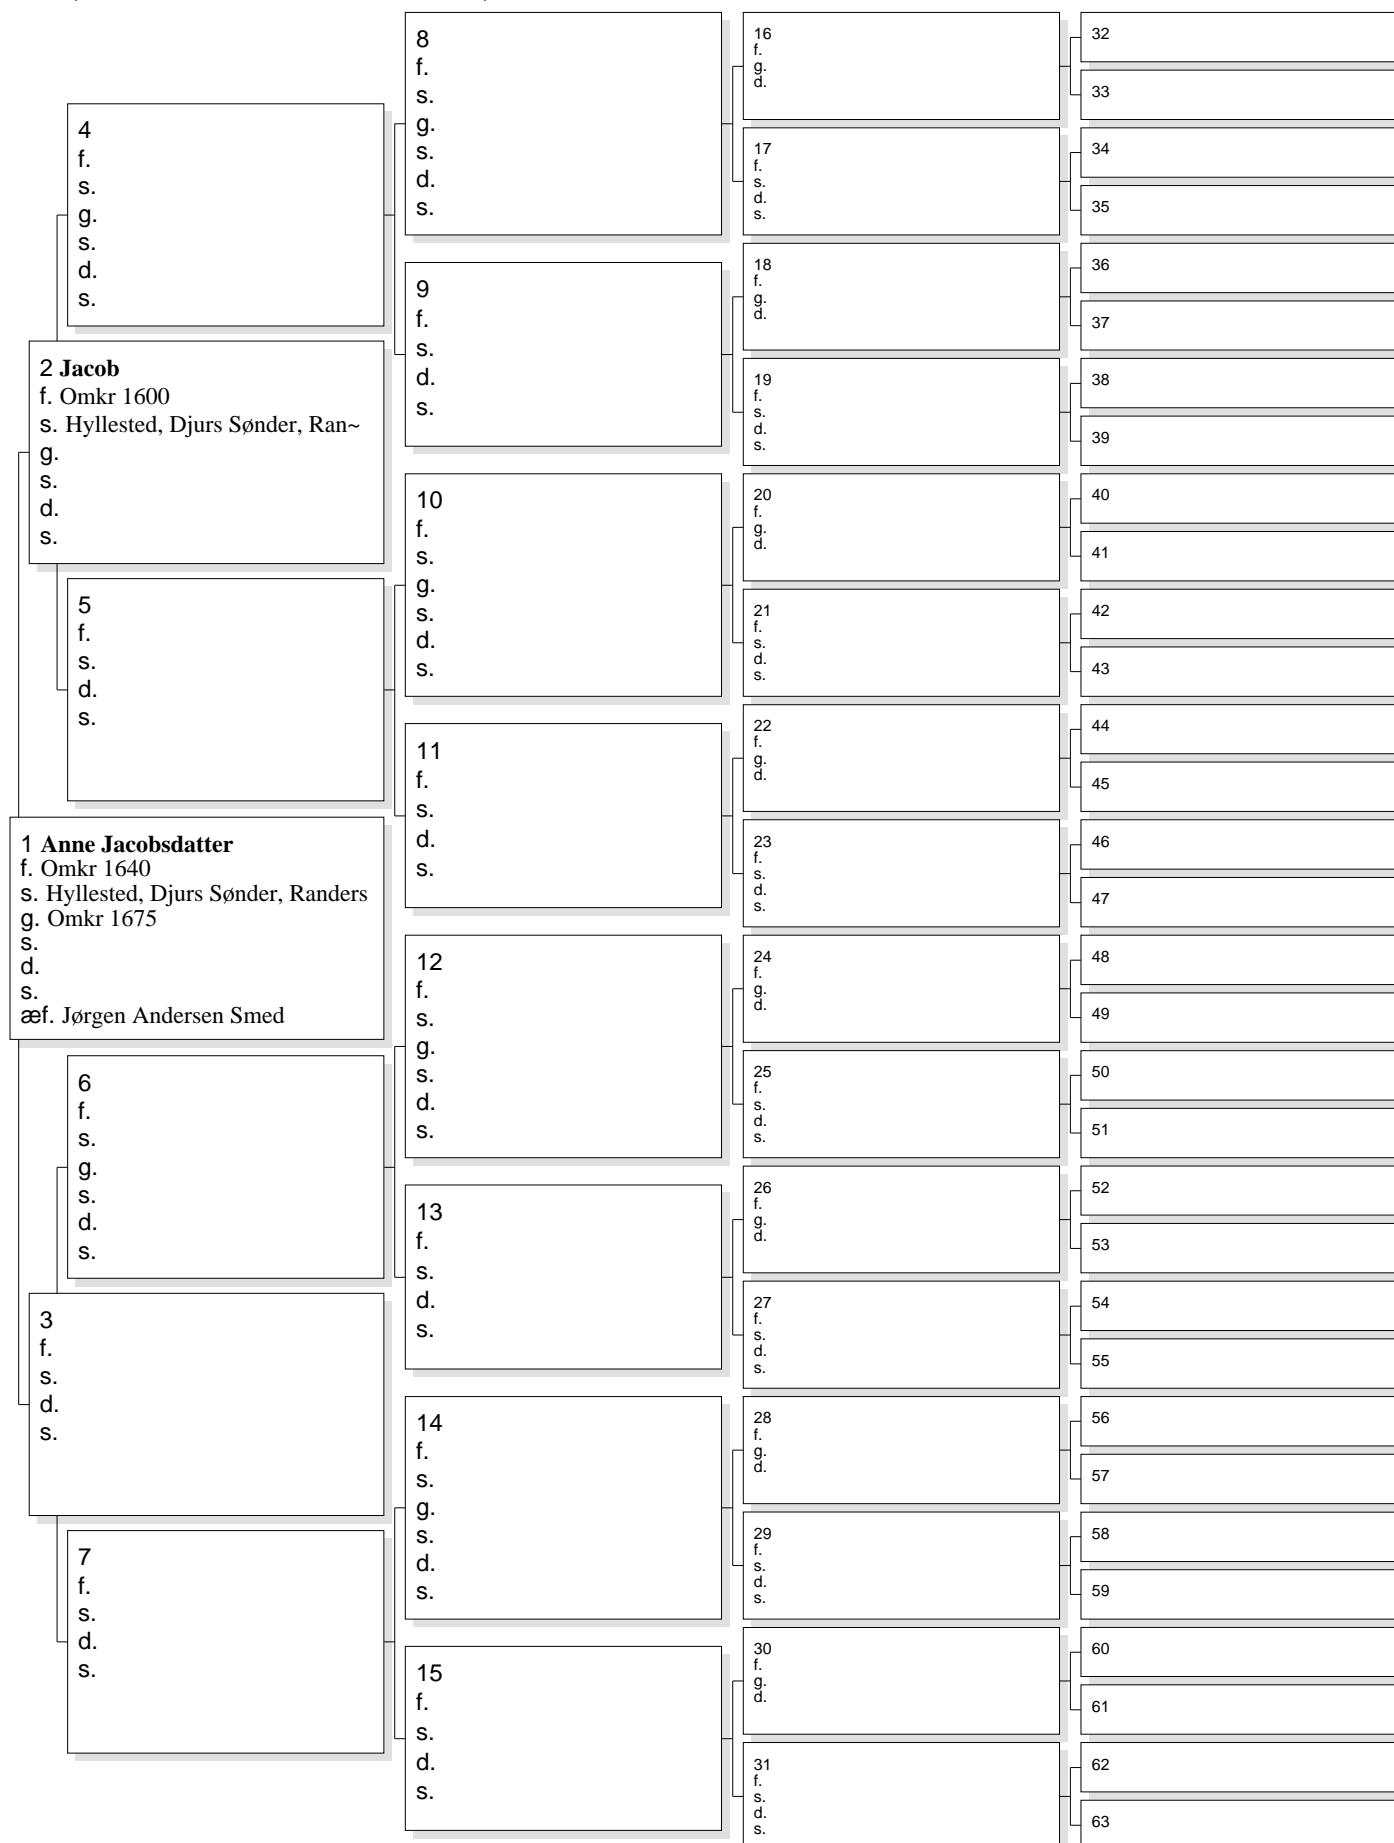 8
f.
s.
g.
s.
d.
s.
16
f.
g.
d.
32
33
4
f.
s.
g.
s.
d.
s.
17
f.
s.
d.
s.
34
35
9
f.
s.
d.
s.
18
f.
g.
d.
36
37
2 Jacob
f. Omkr 1600
s. Hyllested, Djurs Sønder, Ran~
g.
s.
d.
s.
19
f.
s.
d.
s.
38
39
10
f.
s.
g.
s.
d.
s.
20
f.
g.
d.
40
41
5
f.
s.
d.
s.
21
f.
s.
d.
s.
42
43
11
f.
s.
d.
s.
22
f.
g.
d.
44
45
1 Anne Jacobsdatter
f. Omkr 1640
s. Hyllested, Djurs Sønder, Randers
g. Omkr 1675
s.
d.
s.
æf. Jørgen Andersen Smed
23
f.
s.
d.
s.
46
47
12
f.
s.
g.
s.
d.
s.
24
f.
g.
d.
48
49
6
f.
s.
g.
s.
d.
s.
25
f.
s.
d.
s.
50
51
13
f.
s.
d.
s.
26
f.
g.
d.
52
53
3
f.
s.
d.
s.
27
f.
s.
d.
s.
54
55
14
f.
s.
g.
s.
d.
s.
28
f.
g.
d.
56
57
7
f.
s.
d.
s.
29
f.
s.
d.
s.
58
59
15
f.
s.
d.
s.
30
f.
g.
d.
60
61
31
f.
s.
d.
s.
62
63